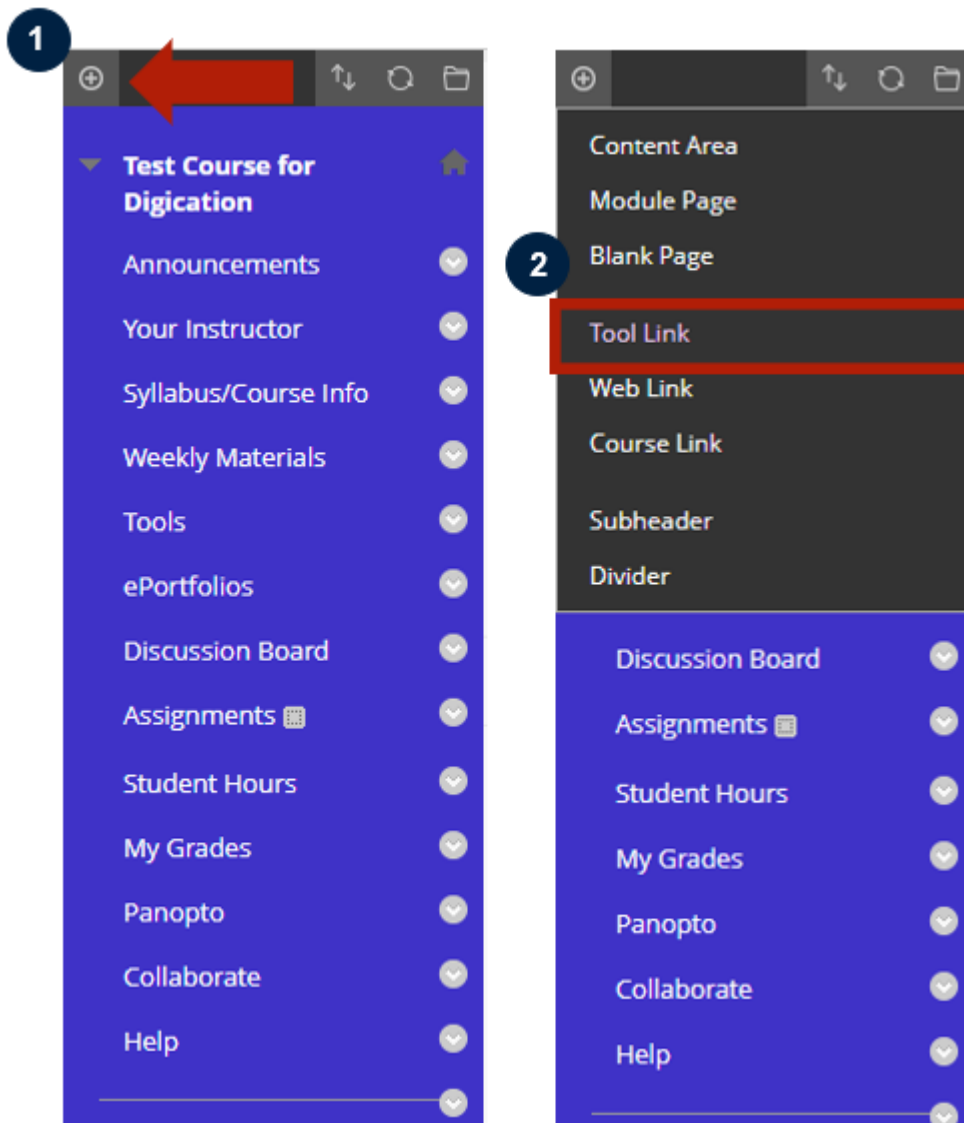 1
Test Course for
Digication
Announcements
Your Instructor
Syllabus/Course Info
Weekly Materials
Tools
ePortfolios
Discussion Board
Assignments
Student Hours
My Grades
Panopto
Collaborate
Help
2
Content Area
Module Page
Blank Page
Tool Link
Web Link
Course Link
Subheader
Divider
Discussion Board
Assignments
Student Hours
My Grades
Panopto
Collaborate
Help